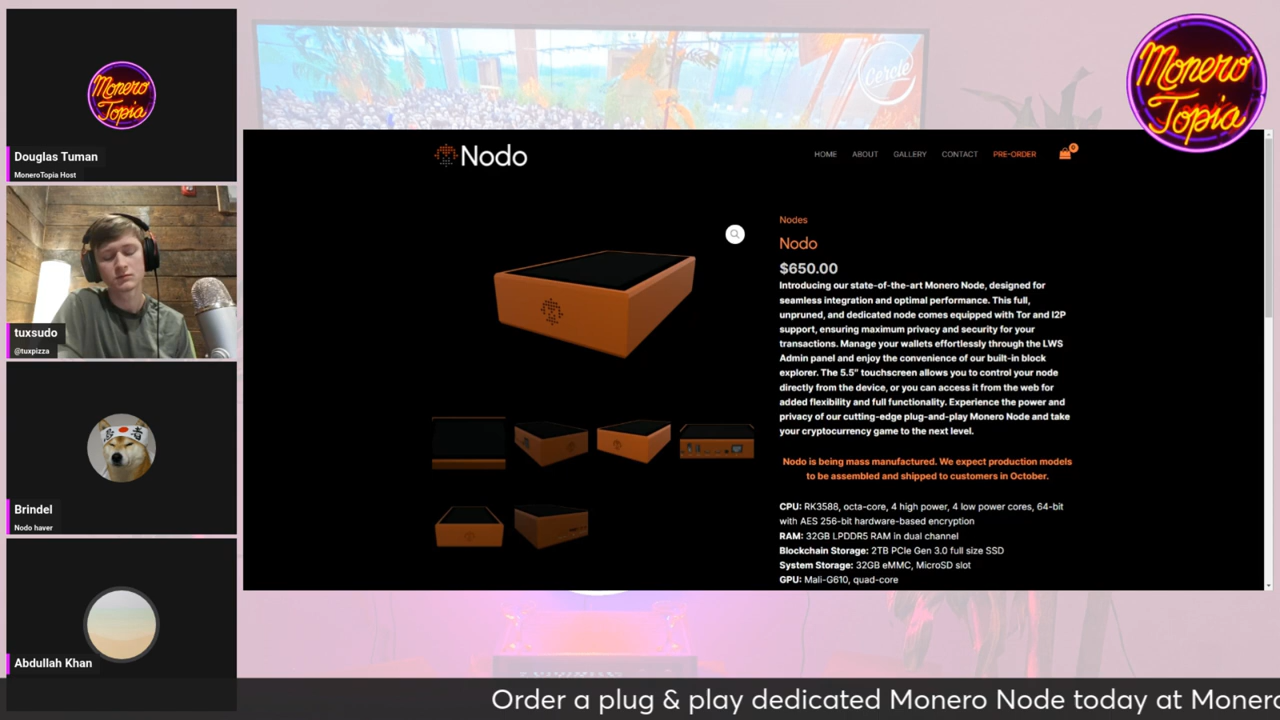 Monero
Topia
Douglas Tuman
MoneroTopia Host
tuxsudo
@tuxpizza
Brindel
Nodo haver
Abdullah Khan
Cercle
Monero
Topia
Nodo
HOME ABOUT GALLERY CONTACT PRE-ORDER 0
Nodes
Nodo
$650.00
Introducing our state-of-the-art Monero Node, designed for
seamless integration and optimal performance. This full,
unpruned, and dedicated node comes equipped with Tor and I2P
support, ensuring maximum privacy and security for your
transactions. Manage your wallets effortlessly through the LWS
Admin panel and enjoy the convenience of our built-in block
explorer. The 5.5" touchscreen allows you to control your node
directly from the device, or you can access it from the web for
added flexibility and full functionality. Experience the power and
privacy of our cutting-edge plug-and-play Monero Node and take
your cryptocurrency game to the next level.
Nodo is being mass manufactured. We expect production models
to be assembled and shipped to customers in October.
CPU: RK3588, octa-core, 4 high power, 4 low power cores, 64-bit
with AES 256-bit hardware-based encryption
RAM: 32GB LPDDR5 RAM in dual channel
Blockchain Storage: 2TB PCIe Gen 3.0 full size SSD
System Storage: 32GB eMMC, MicroSD slot
GPU: Mali-G610, quad-core
Order a plug & play dedicated Monero Node today at Monero